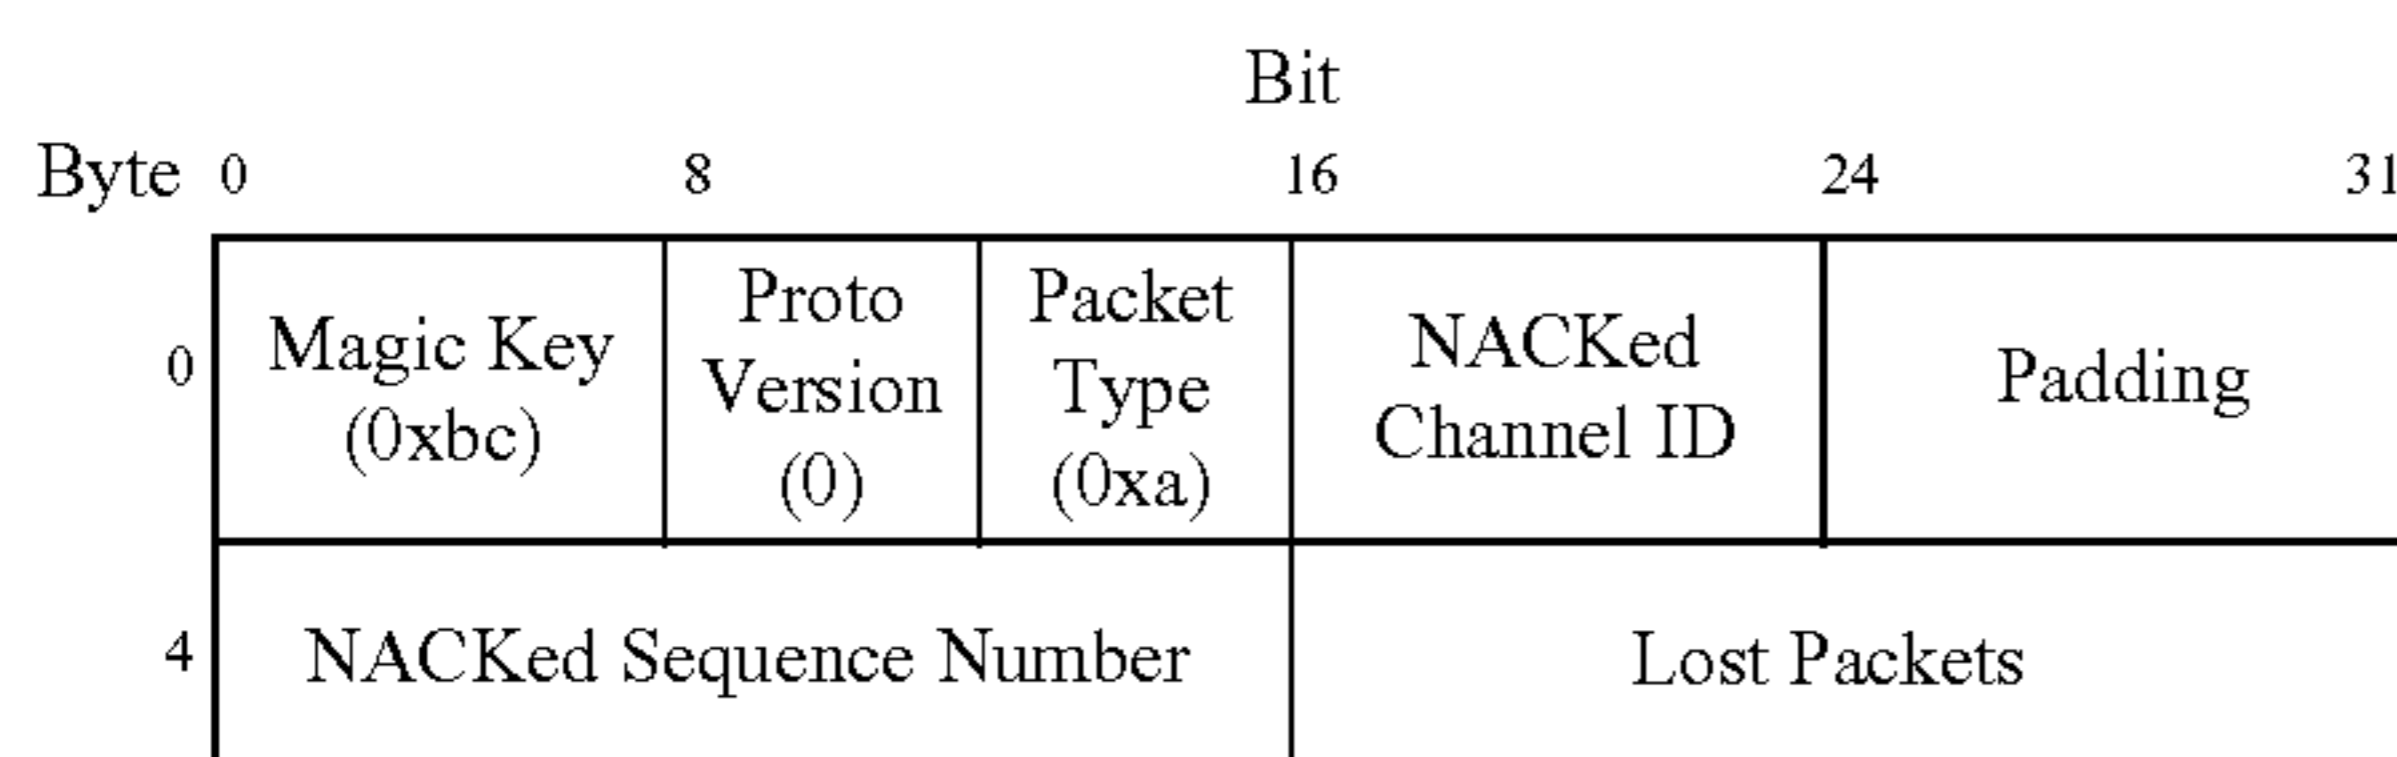 Bit
Byte 0 8 16 24 31
0
Magic Key
(0xbc)
Proto
Version
(0)
Packet
Type
(0xa)
NACKed
Channel ID
Padding
4
NACKed Sequence Number
Lost Packets